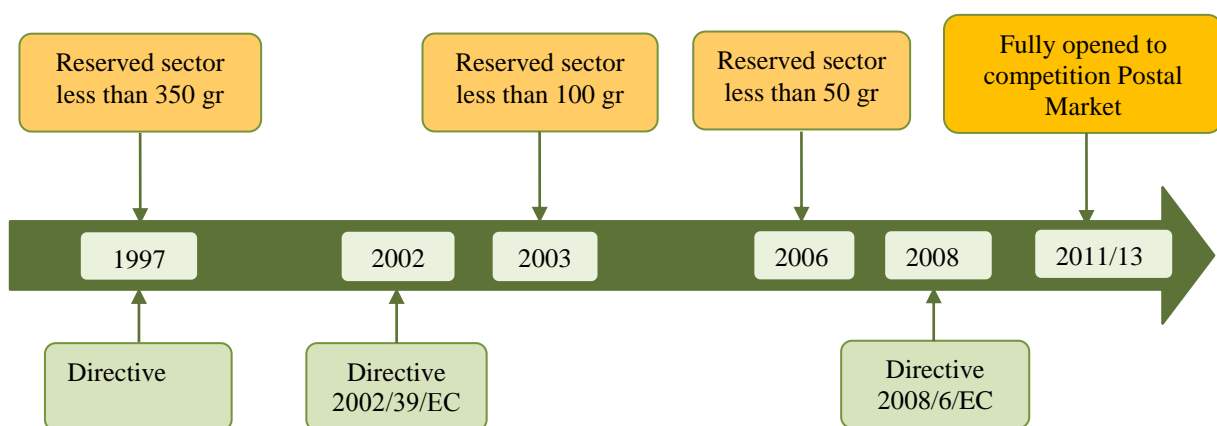 Reserved sector
less than 350 gr
Reserved sector
less than 100 gr
Reserved sector
less than 50 gr
Fully opened to
competition Postal
Market
1997
2002
2003
2006
2008
2011/13
Directive
Directive
2002/39/EC
Directive
2008/6/EC